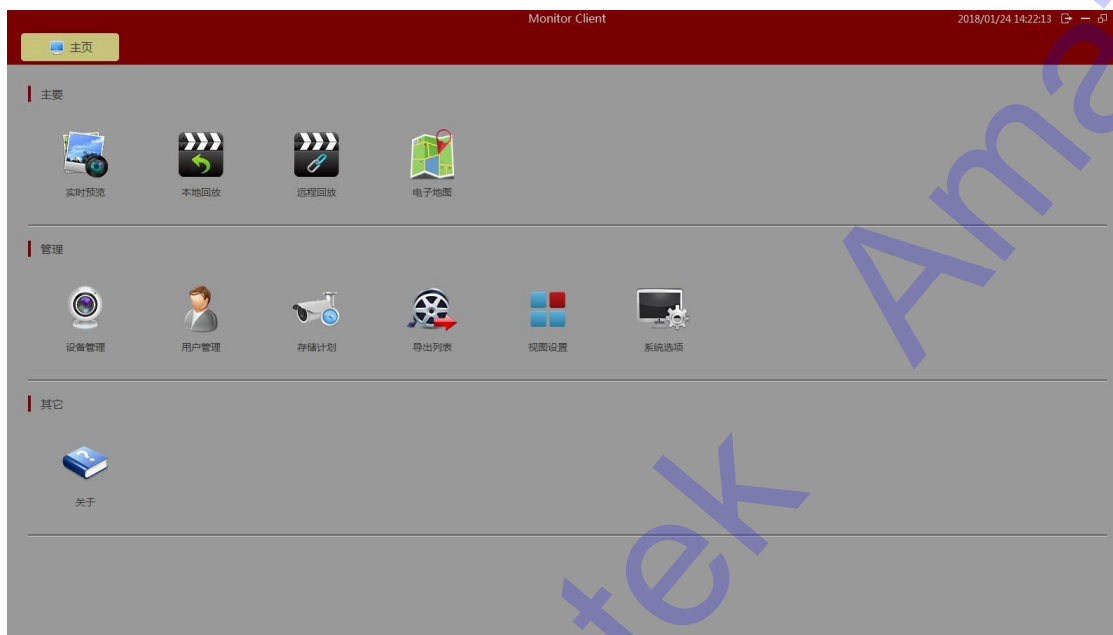 Monitor Client
2018/01/24 14:22:13
主页
主要
实时预览
本地回放
远程回放
电子地图
管理
设备管理
用户管理
存储计划
导出列表
视图设置
系统选项
其它
关于